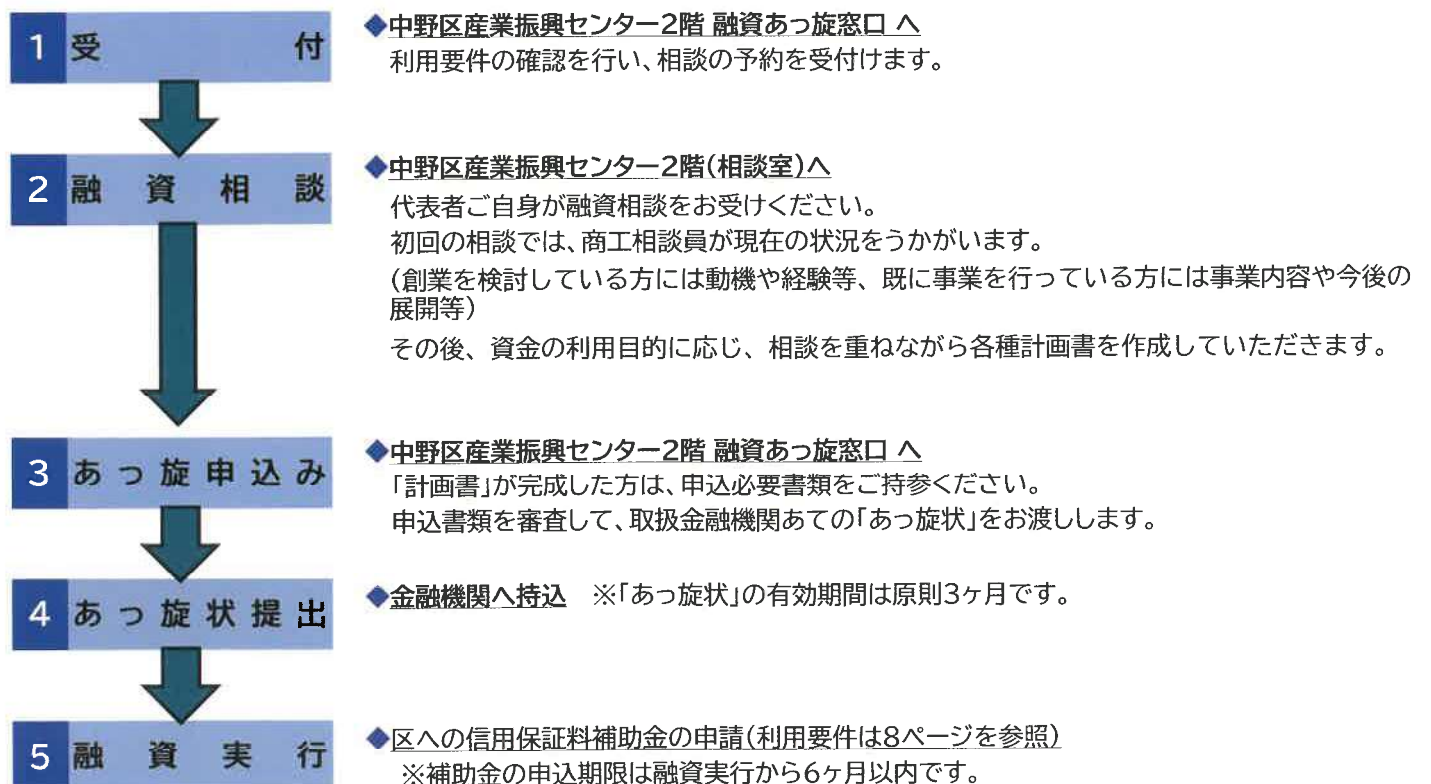 1 受付
◆中野区産業振興センター2階 融資あっ旋窓口 へ
利用要件の確認を行い、相談の予約を受付けます。
2 融資相談
◆中野区産業振興センター2階(相談室)へ
代表者ご自身が融資相談をお受けください。
初回の相談では、商工相談員が現在の状況をうかがいます。
(創業を検討している方には動機や経験等、既に事業を行っている方には事業内容や今後の
展開等)
その後、資金の利用目的に応じ、相談を重ねながら各種計画書を作成していただきます。
3 あっ旋申込み
◆中野区産業振興センター2階 融資あっ旋窓口 へ
「計画書」が完成した方は、申込必要書類をご持参ください。
申込書類を審査して、取扱金融機関あての「あっ旋状」をお渡しします。
4 あっ旋状提出
◆金融機関へ持込 ※「あっ旋状」の有効期間は原則3ヶ月です。
5 融資実行
◆区への信用保証料補助金の申請(利用要件は8ページを参照)
※補助金の申込期限は融資実行から6ヶ月以内です。